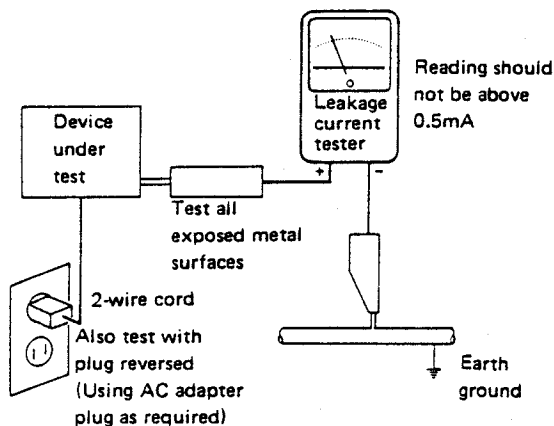 Reading should
not be above
0.5mA
Leakage
current
tester
+
-
Device
under
test
Test all
exposed metal
surfaces
2-wire cord
Also test with
plug reversed
(Using AC adapter
plug as required)
Earth
ground